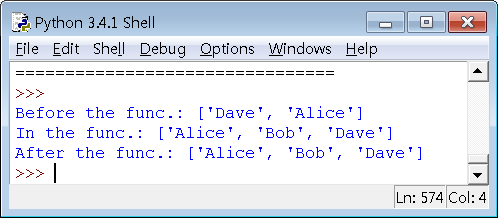 Python 3.4.1 Shell
File Edit Shell Debug Options Windows Help
================================
>>>
Before the func.: ['Dave', 'Alice']
In the func.: ['Alice', 'Bob', 'Dave']
After the func.: ['Alice', 'Bob', 'Dave']
>>>
Ln: 574 Col: 4